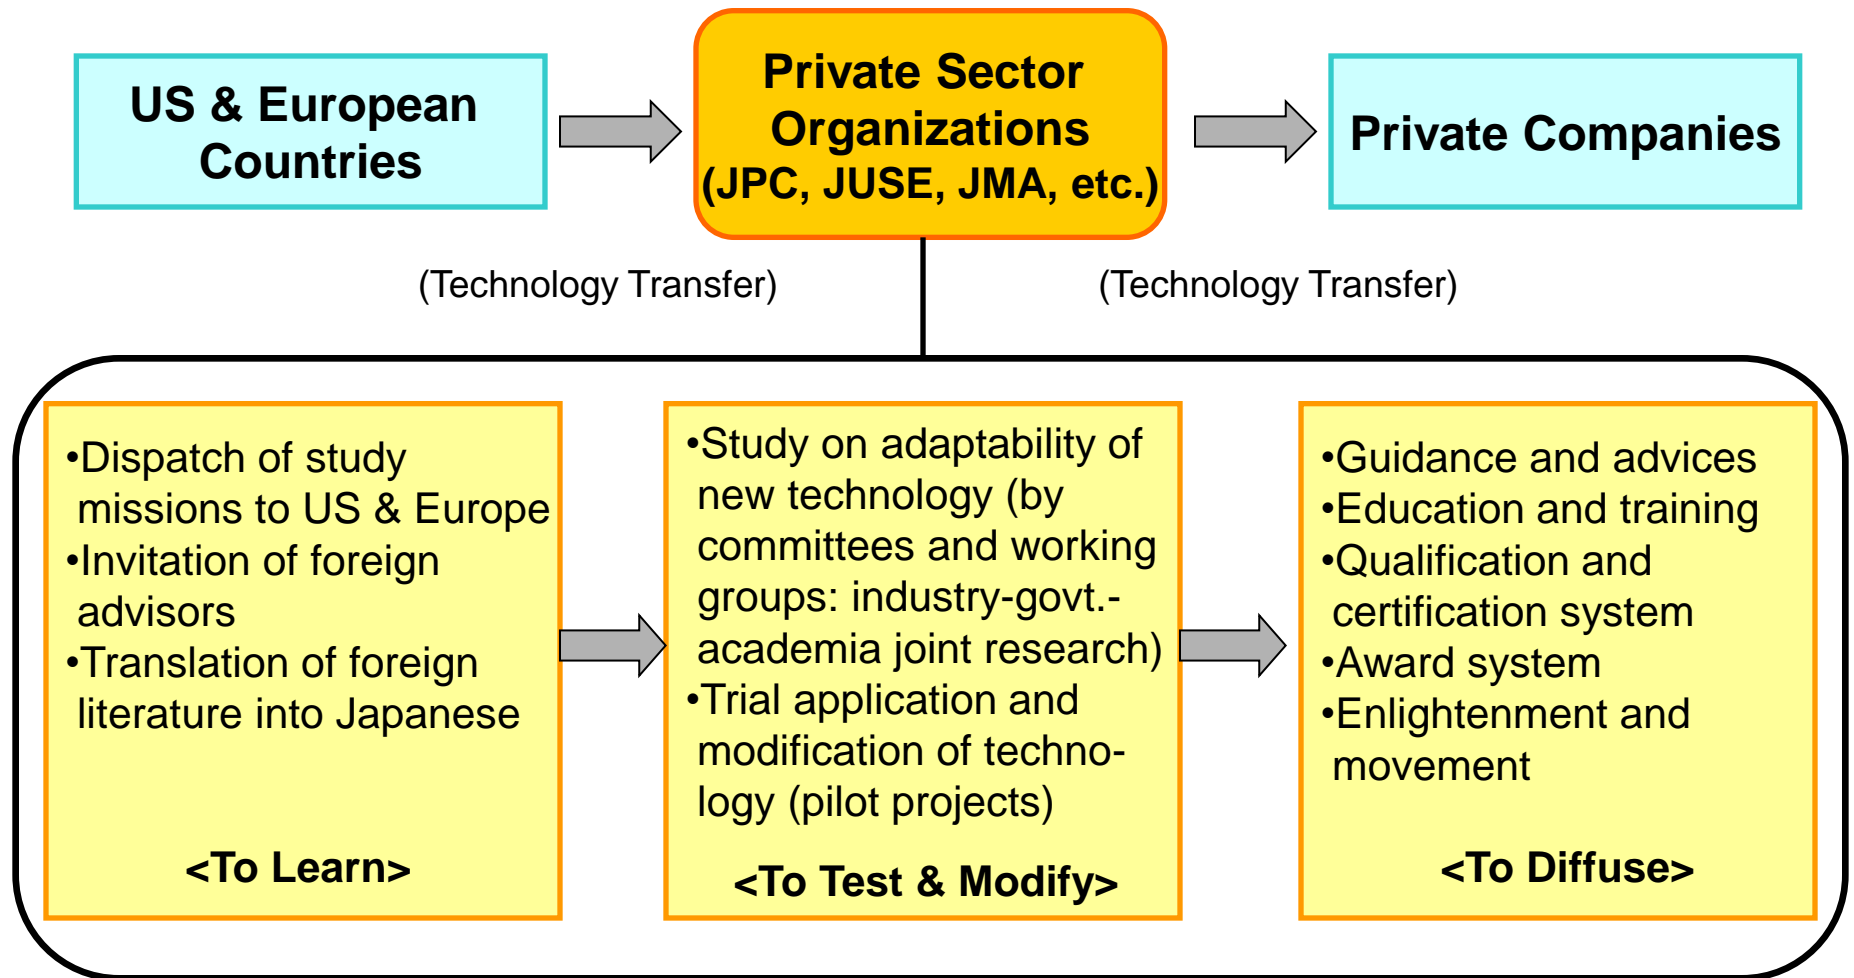 US & European
Countries
Private Sector
Organizations
(JPC, JUSE, JMA, etc.)
Private Companies
(Technology Transfer)
(Technology Transfer)
•Dispatch of study
missions to US & Europe
•Invitation of foreign
advisors
•Translation of foreign
literature into Japanese
<To Learn>
•Study on adaptability of
new technology (by
committees and working
groups: industry-govt.-
academia joint research)
•Trial application and
modification of techno-
logy (pilot projects)
<To Test & Modify>
•Guidance and advices
•Education and training
•Qualification and
certification system
•Award system
•Enlightenment and
movement
<To Diffuse>